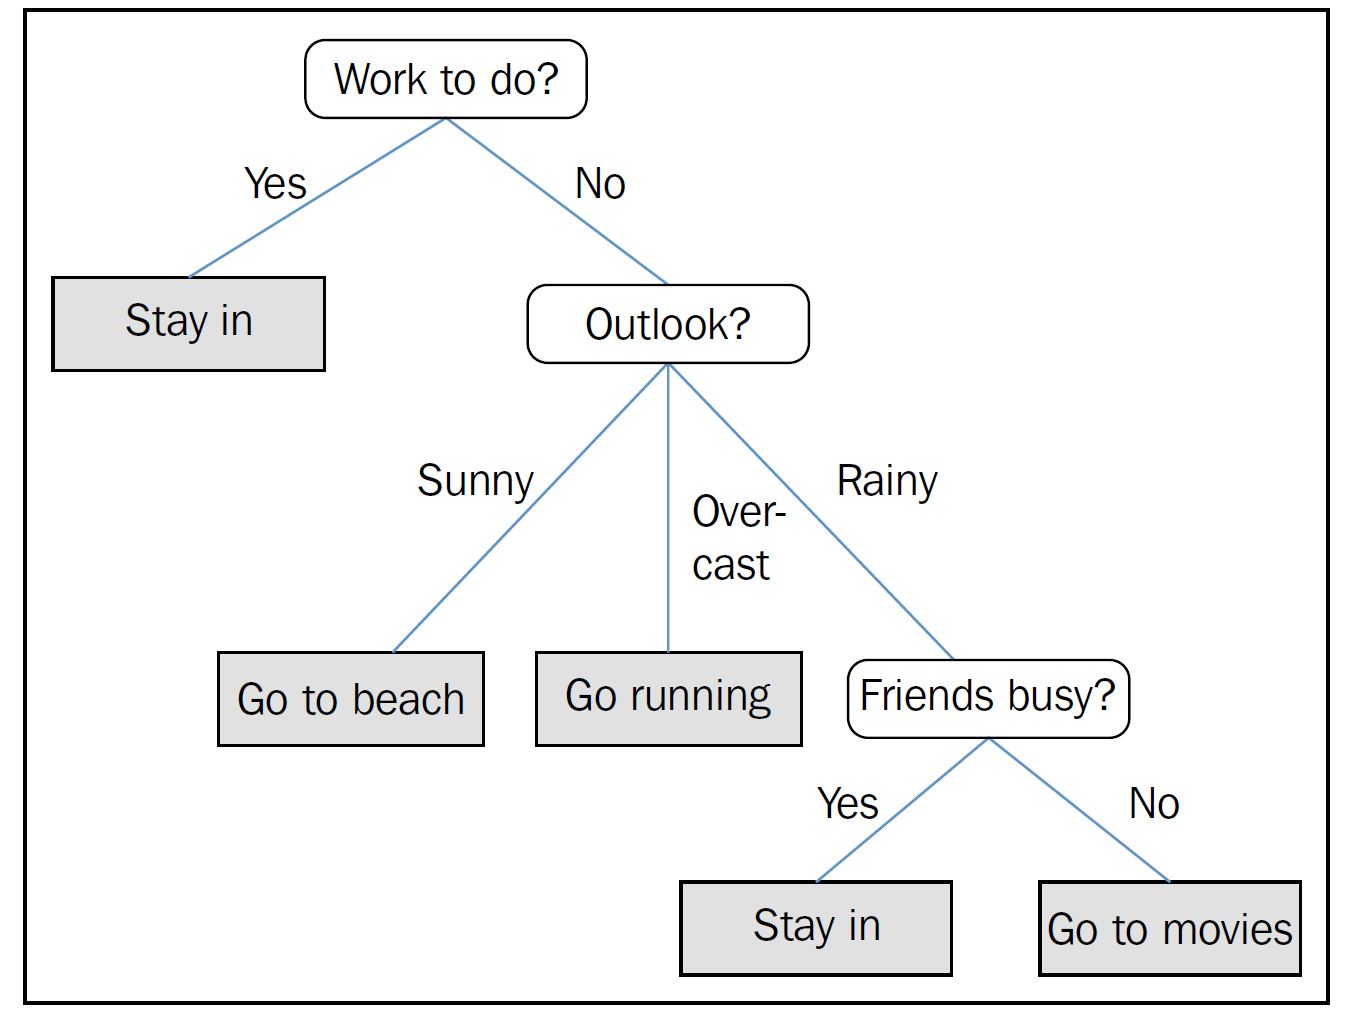 Work to do?
Yes
No
Stay in
Outlook?
Sunny
Over-
cast
Rainy
Go to beach
Go running
Friends busy?
Yes
No
Stay in
Go to movies